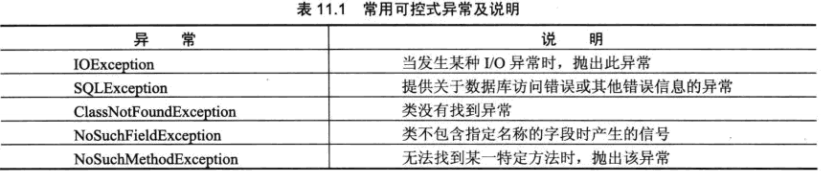 表 11.1 常用可控式异常及说明
异 常 说 明
IOException 当发生某种 I/O 异常时，抛出此异常
SQLException 提供关于数据库访问错误或其他错误信息的异常
ClassNotFoundException 类没有找到异常
NoSuchFieldException 类不包含指定名称的字段时产生的信号
NoSuchMethodException 无法找到某一特定方法时，抛出该异常